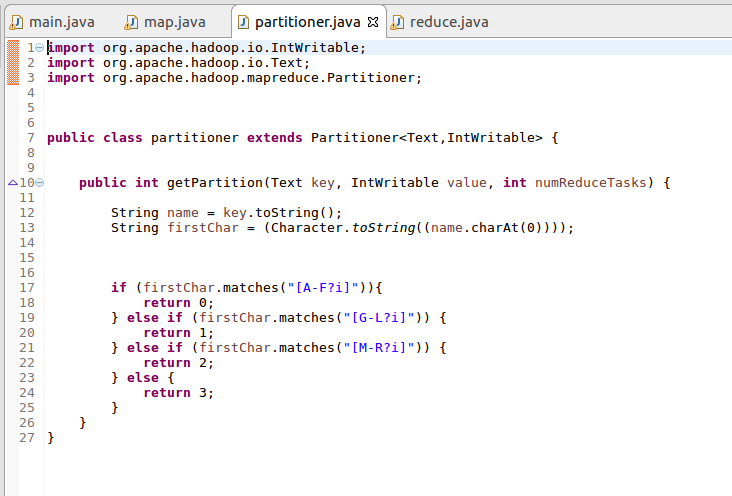 main.java map.java partitioner.java reduce.java
1 import org.apache.hadoop.io.IntWritable;
2 import org.apache.hadoop.io.Text;
3 import org.apache.hadoop.mapreduce.Partitioner;
4
5
6
7 public class partitioner extends Partitioner<Text,IntWritable> {
8
9
10 public int getPartition(Text key, IntWritable value, int numReduceTasks) {
11
12 String name = key.toString();
13 String firstChar = (Character.toString((name.charAt(0))));
14
15
16
17 if (firstChar.matches("[A-F?i]")){
18 return 0;
19 } else if (firstChar.matches("[G-L?i]")) {
20 return 1;
21 } else if (firstChar.matches("[M-R?i]")) {
22 return 2;
23 } else {
24 return 3;
25 }
26 }
27 }